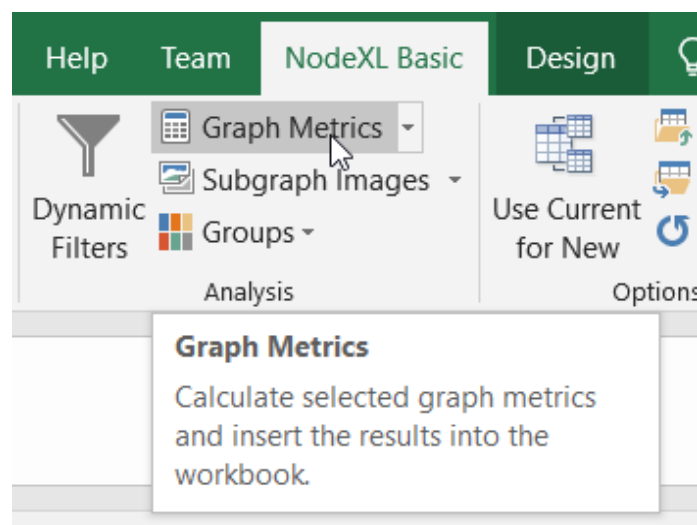 Help Team NodeXL Basic Design
Graph Metrics
Subgraph Images
Groups
Dynamic
Filters
Analysis
Use Current
for New
Options
Graph Metrics
Calculate selected graph metrics
and insert the results into the
workbook.